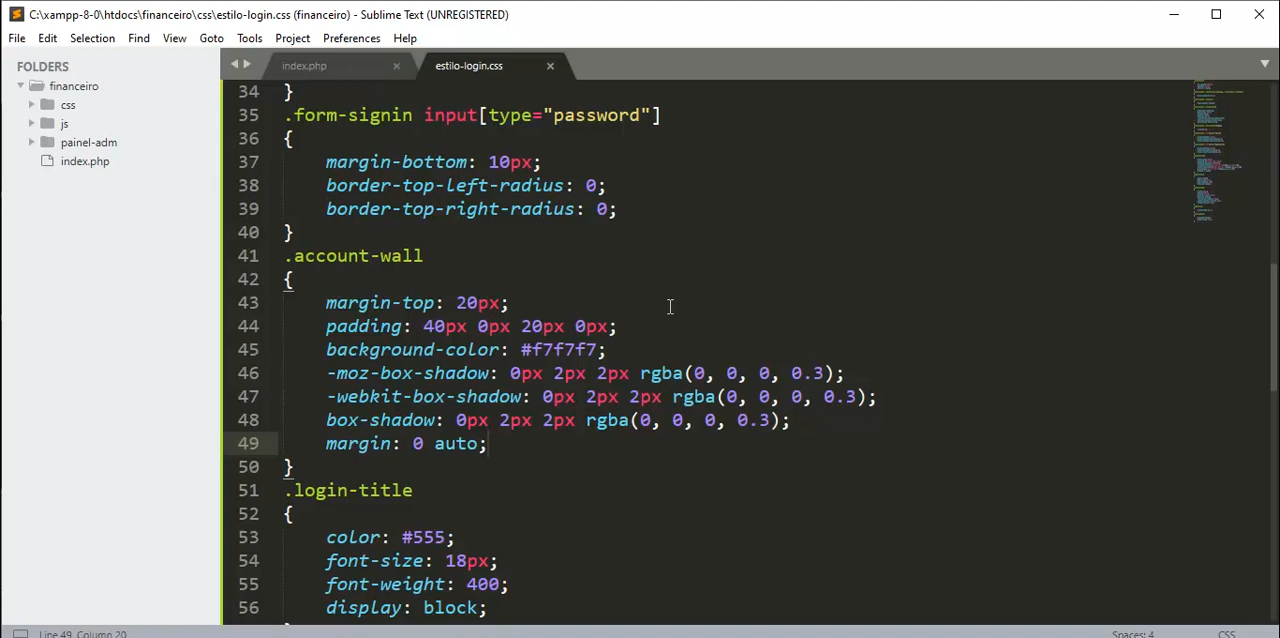 C:\xampp-8-0\htdocs\financeiro\css\estilo-login.css (financeiro) - Sublime Text (UNREGISTERED)
File Edit Selection Find View Goto Tools Project Preferences Help
FOLDERS
financeiro
css
js
painel-adm
index.php
index.php × estilo-login.css ×
34 }
35 .form-signin input[type="password"]
36 {
37 margin-bottom: 10px;
38 border-top-left-radius: 0;
39 border-top-right-radius: 0;
40 }
41 .account-wall
42 {
43 margin-top: 20px;
44 padding: 40px 0px 20px 0px;
45 background-color: #f7f7f7;
46 -moz-box-shadow: 0px 2px 2px rgba(0, 0, 0, 0.3);
47 -webkit-box-shadow: 0px 2px 2px rgba(0, 0, 0, 0.3);
48 box-shadow: 0px 2px 2px rgba(0, 0, 0, 0.3);
49 margin: 0 auto;
50 }
51 .login-title
52 {
53 color: #555;
54 font-size: 18px;
55 font-weight: 400;
56 display: block;
Line 49, Column 20 Spaces: 4 CSS